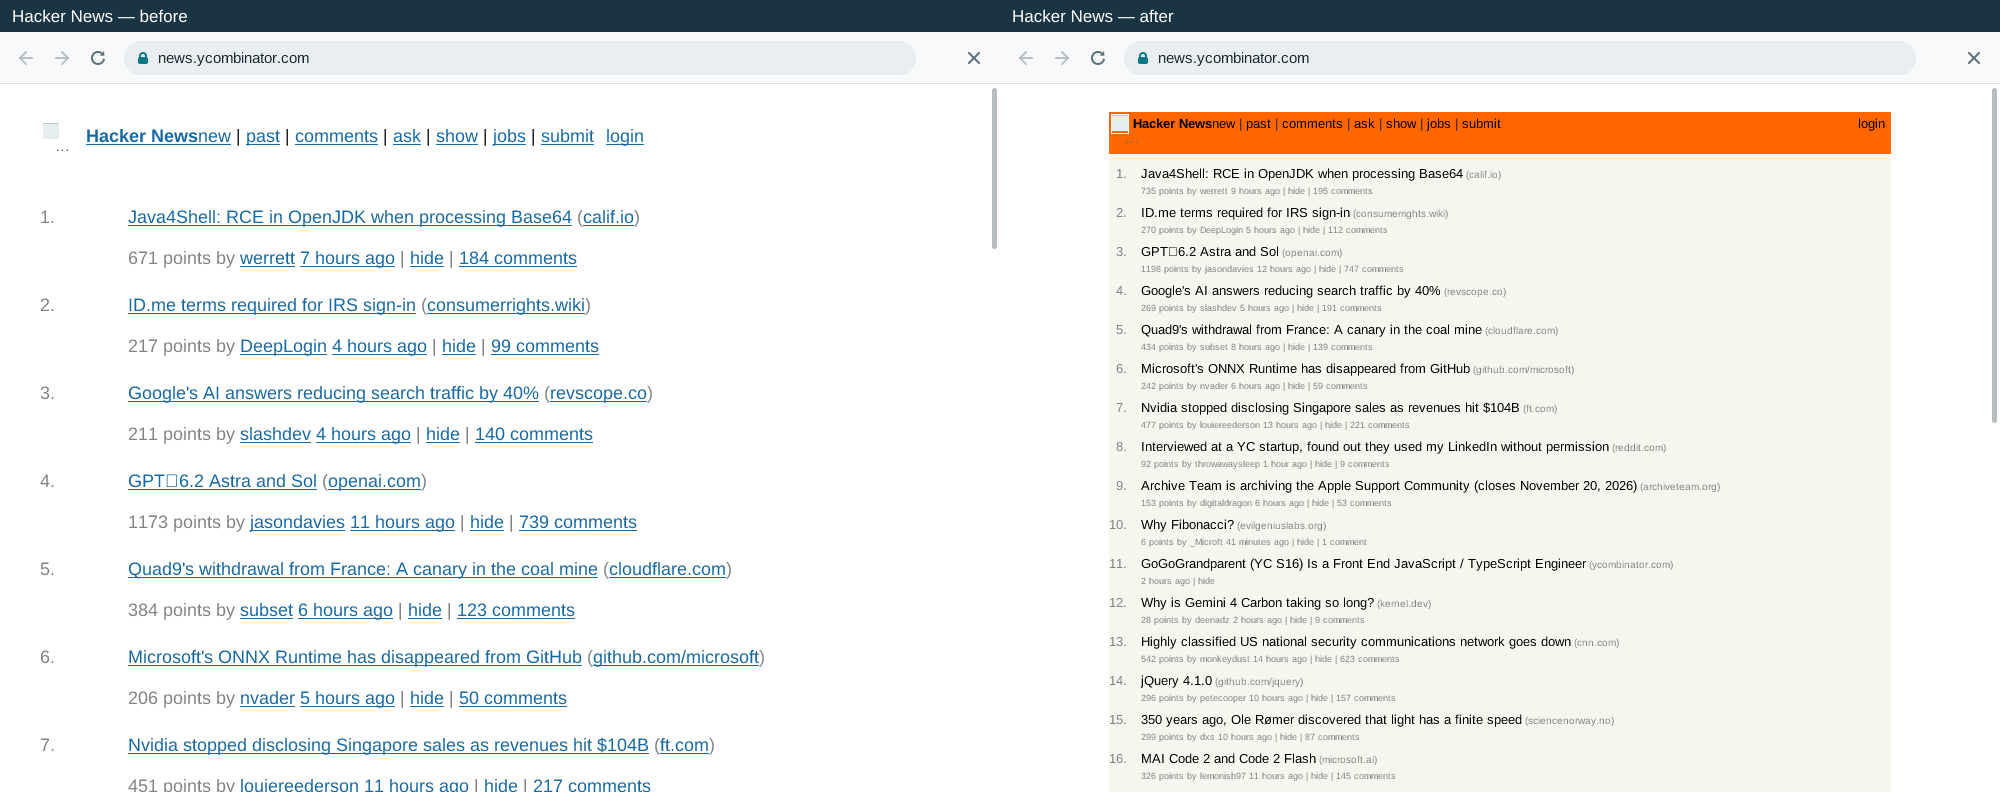 Hacker News — before
news.ycombinator.com
...
Hacker Newsnew | past | comments | ask | show | jobs | submit login
1. Java4Shell: RCE in OpenJDK when processing Base64 (calif.io)
671 points by werrett 7 hours ago | hide | 184 comments
2. ID.me terms required for IRS sign-in (consumerrights.wiki)
217 points by DeepLogin 4 hours ago | hide | 99 comments
3. Google's AI answers reducing search traffic by 40% (revscope.co)
211 points by slashdev 4 hours ago | hide | 140 comments
4. GPT□6.2 Astra and Sol (openai.com)
1173 points by jasondavies 11 hours ago | hide | 739 comments
5. Quad9's withdrawal from France: A canary in the coal mine (cloudflare.com)
384 points by subset 6 hours ago | hide | 123 comments
6. Microsoft's ONNX Runtime has disappeared from GitHub (github.com/microsoft)
206 points by nvader 5 hours ago | hide | 50 comments
7. Nvidia stopped disclosing Singapore sales as revenues hit $104B (ft.com)
451 points by louiereederson 11 hours ago | hide | 217 comments
Hacker News — after
news.ycombinator.com
Hacker Newsnew | past | comments | ask | show | jobs | submit login
...
1. Java4Shell: RCE in OpenJDK when processing Base64 (calif.io)
735 points by werrett 9 hours ago | hide | 195 comments
2. ID.me terms required for IRS sign-in (consumerrights.wiki)
270 points by DeepLogin 5 hours ago | hide | 112 comments
3. GPT□6.2 Astra and Sol (openai.com)
1198 points by jasondavies 12 hours ago | hide | 747 comments
4. Google's AI answers reducing search traffic by 40% (revscope.co)
269 points by slashdev 5 hours ago | hide | 191 comments
5. Quad9's withdrawal from France: A canary in the coal mine (cloudflare.com)
434 points by subset 8 hours ago | hide | 139 comments
6. Microsoft's ONNX Runtime has disappeared from GitHub (github.com/microsoft)
242 points by nvader 6 hours ago | hide | 59 comments
7. Nvidia stopped disclosing Singapore sales as revenues hit $104B (ft.com)
477 points by louiereederson 13 hours ago | hide | 221 comments
8. Interviewed at a YC startup, found out they used my LinkedIn without permission (reddit.com)
92 points by throwawaysleep 1 hour ago | hide | 9 comments
9. Archive Team is archiving the Apple Support Community (closes November 20, 2026) (archiveteam.org)
153 points by digitaldragon 6 hours ago | hide | 53 comments
10. Why Fibonacci? (evilgeniuslabs.org)
6 points by _Microft 41 minutes ago | hide | 1 comment
11. GoGoGrandparent (YC S16) Is a Front End JavaScript / TypeScript Engineer (ycombinator.com)
2 hours ago | hide
12. Why is Gemini 4 Carbon taking so long? (kernel.dev)
28 points by deenadz 2 hours ago | hide | 9 comments
13. Highly classified US national security communications network goes down (cnn.com)
542 points by monkeydust 14 hours ago | hide | 623 comments
14. jQuery 4.1.0 (github.com/jquery)
296 points by petecooper 10 hours ago | hide | 157 comments
15. 350 years ago, Ole Rømer discovered that light has a finite speed (sciencenorway.no)
299 points by dxs 10 hours ago | hide | 87 comments
16. MAI Code 2 and Code 2 Flash (microsoft.ai)
326 points by lemonish97 11 hours ago | hide | 145 comments